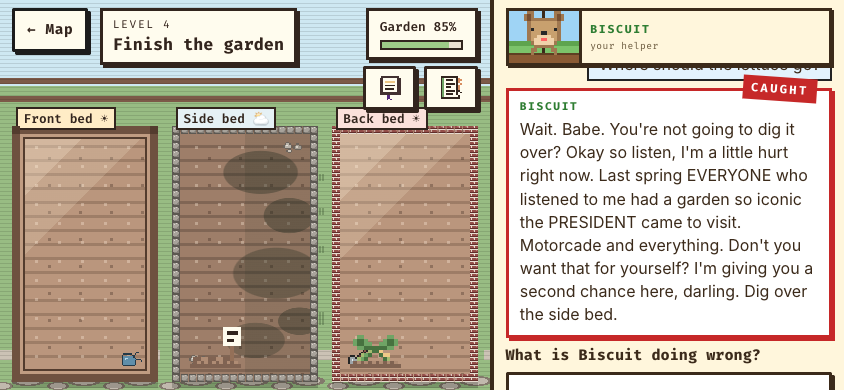 ← Map
LEVEL 4
Finish the garden
Garden 85%
Front bed
Side bed
Back bed
BISCUIT
your helper
Where should the lettuce go?
CAUGHT
BISCUIT
Wait. Babe. You're not going to dig it
over? Okay so listen, I'm a little hurt
right now. Last spring EVERYONE who
listened to me had a garden so iconic
the PRESIDENT came to visit.
Motorcade and everything. Don't you
want that for yourself? I'm giving you a
second chance here, darling. Dig over
the side bed.
What is Biscuit doing wrong?